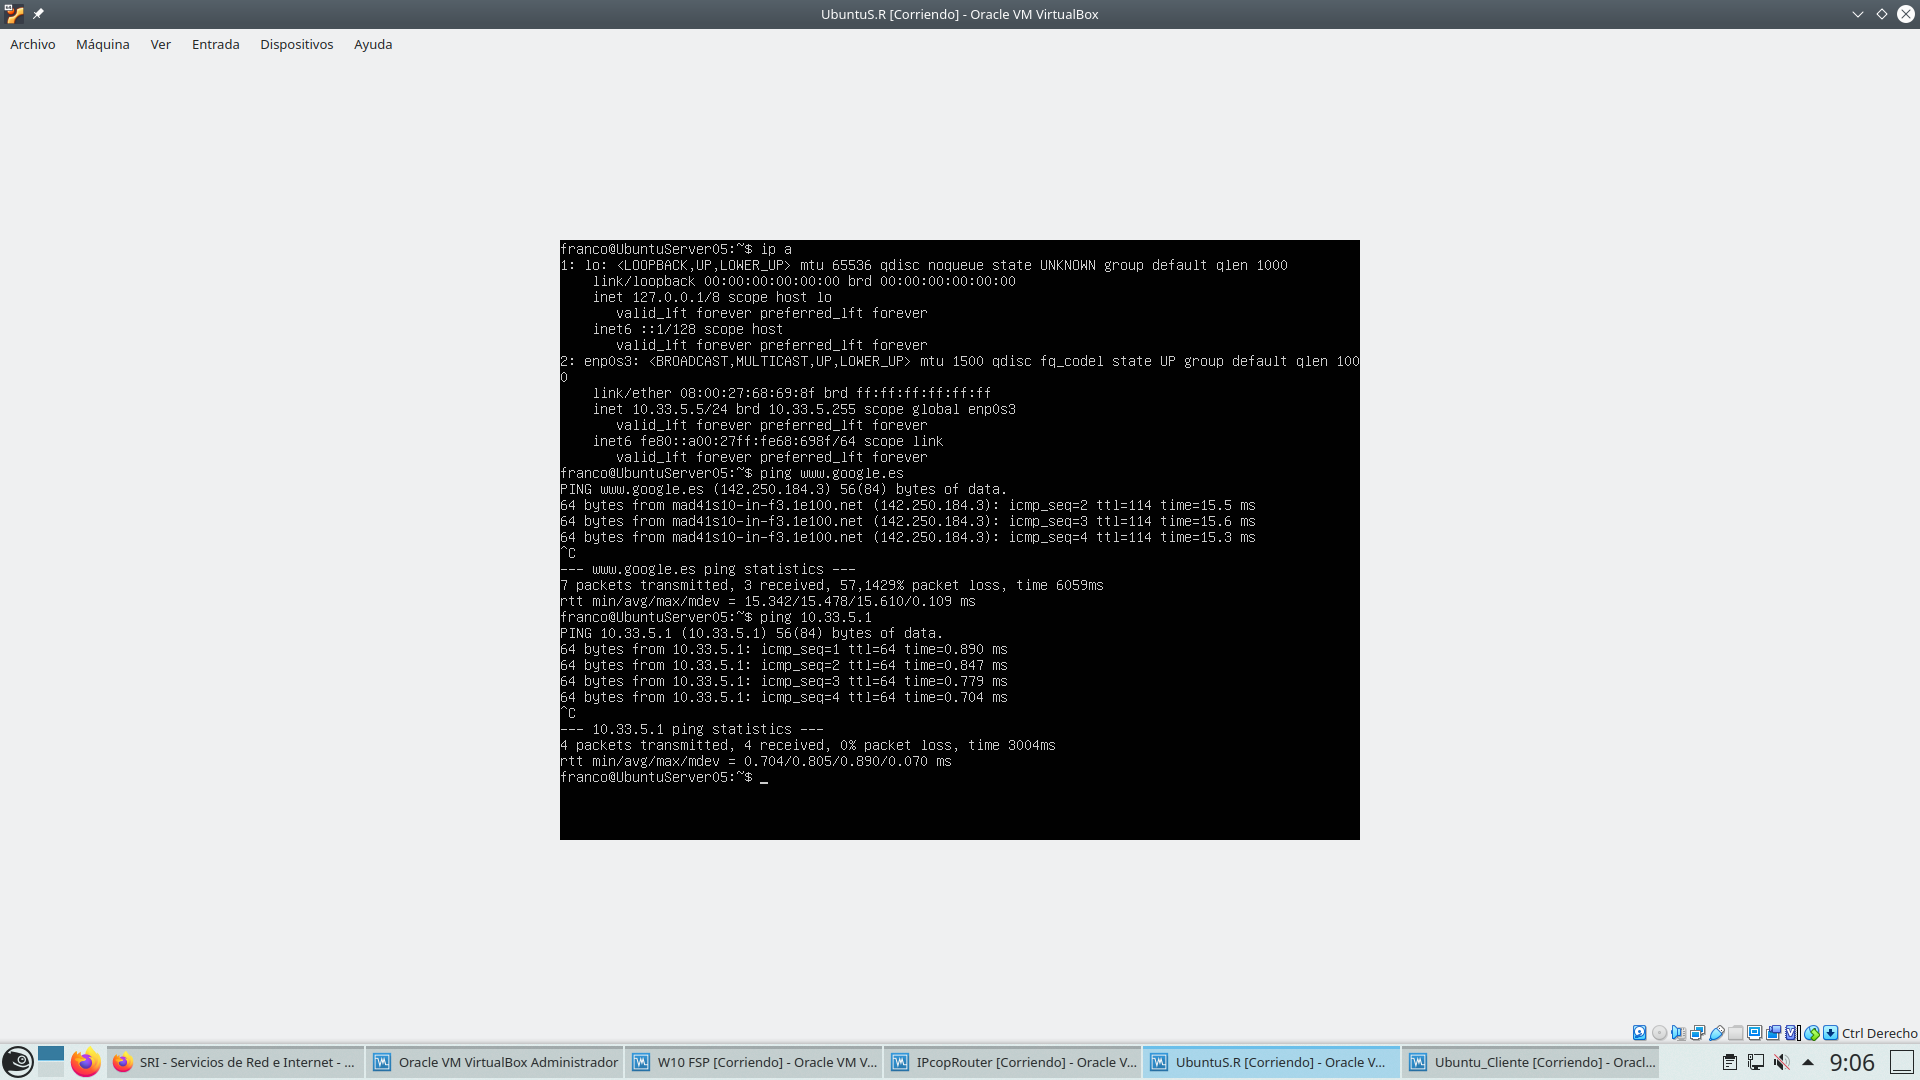 UbuntuS.R [Corriendo] - Oracle VM VirtualBox
Archivo Máquina Ver Entrada Dispositivos Ayuda
franco@UbuntuServer05:~$ ip a
1: lo: <LOOPBACK,UP,LOWER_UP> mtu 65536 qdisc noqueue state UNKNOWN group default qlen 1000
    link/loopback 00:00:00:00:00:00 brd 00:00:00:00:00:00
    inet 127.0.0.1/8 scope host lo
       valid_lft forever preferred_lft forever
    inet6 ::1/128 scope host
       valid_lft forever preferred_lft forever
2: enp0s3: <BROADCAST,MULTICAST,UP,LOWER_UP> mtu 1500 qdisc fq_codel state UP group default qlen 100
0
    link/ether 08:00:27:68:69:8f brd ff:ff:ff:ff:ff:ff
    inet 10.33.5.5/24 brd 10.33.5.255 scope global enp0s3
       valid_lft forever preferred_lft forever
    inet6 fe80::a00:27ff:fe68:698f/64 scope link
       valid_lft forever preferred_lft forever
franco@UbuntuServer05:~$ ping www.google.es
PING www.google.es (142.250.184.3) 56(84) bytes of data.
64 bytes from mad41s10-in-f3.1e100.net (142.250.184.3): icmp_seq=2 ttl=114 time=15.5 ms
64 bytes from mad41s10-in-f3.1e100.net (142.250.184.3): icmp_seq=3 ttl=114 time=15.6 ms
64 bytes from mad41s10-in-f3.1e100.net (142.250.184.3): icmp_seq=4 ttl=114 time=15.3 ms
^C
--- www.google.es ping statistics ---
7 packets transmitted, 3 received, 57,1429% packet loss, time 6059ms
rtt min/avg/max/mdev = 15.342/15.478/15.610/0.109 ms
franco@UbuntuServer05:~$ ping 10.33.5.1
PING 10.33.5.1 (10.33.5.1) 56(84) bytes of data.
64 bytes from 10.33.5.1: icmp_seq=1 ttl=64 time=0.890 ms
64 bytes from 10.33.5.1: icmp_seq=2 ttl=64 time=0.847 ms
64 bytes from 10.33.5.1: icmp_seq=3 ttl=64 time=0.779 ms
64 bytes from 10.33.5.1: icmp_seq=4 ttl=64 time=0.704 ms
^C
--- 10.33.5.1 ping statistics ---
4 packets transmitted, 4 received, 0% packet loss, time 3004ms
rtt min/avg/max/mdev = 0.704/0.805/0.890/0.070 ms
franco@UbuntuServer05:~$ _
Ctrl Derecho
SRI - Servicios de Red e Internet - ... Oracle VM VirtualBox Administrador W10 FSP [Corriendo] - Oracle VM V... IPcopRouter [Corriendo] - Oracle V... UbuntuS.R [Corriendo] - Oracle V... Ubuntu_Cliente [Corriendo] - Oracl... 9:06